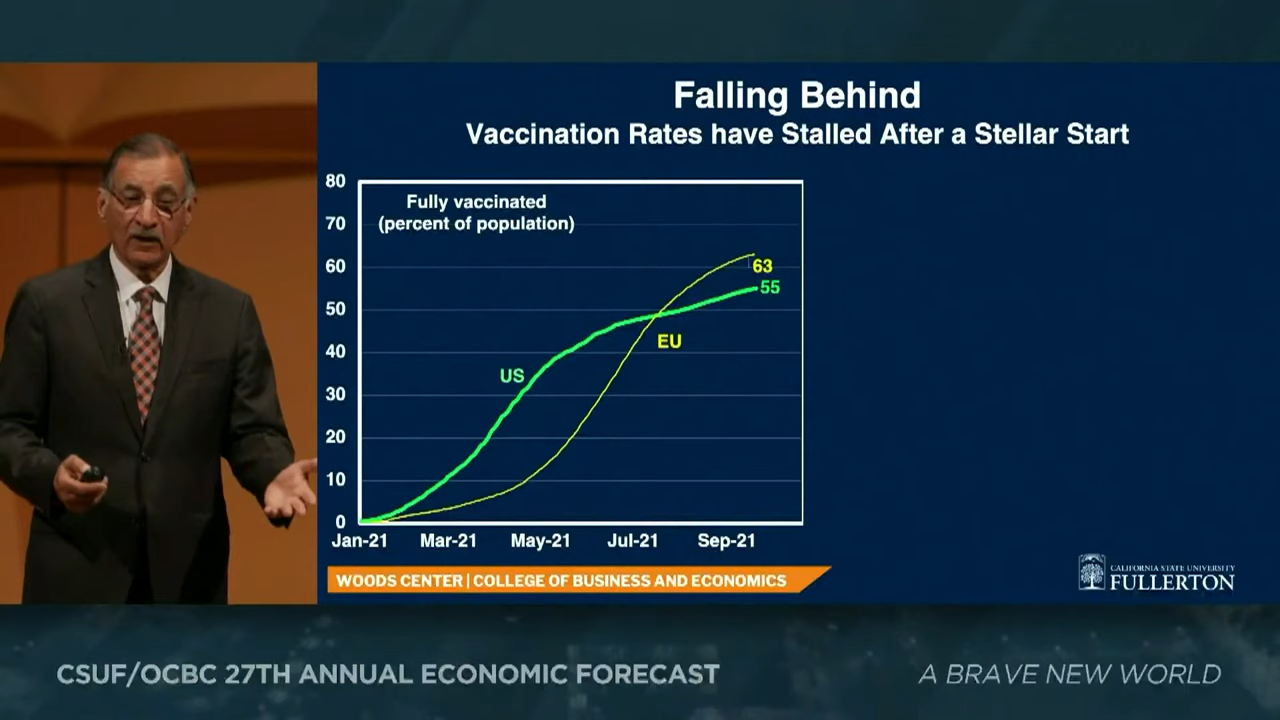 Falling Behind
Vaccination Rates have Stalled After a Stellar Start
Fully vaccinated
(percent of population)
80
70
60
50
40
30
20
10
0
63
55
EU
US
Jan-21 Mar-21 May-21 Jul-21 Sep-21
WOODS CENTER | COLLEGE OF BUSINESS AND ECONOMICS
CALIFORNIA STATE UNIVERSITY
FULLERTON
CSUF/OCBC 27TH ANNUAL ECONOMIC FORECAST
A BRAVE NEW WORLD